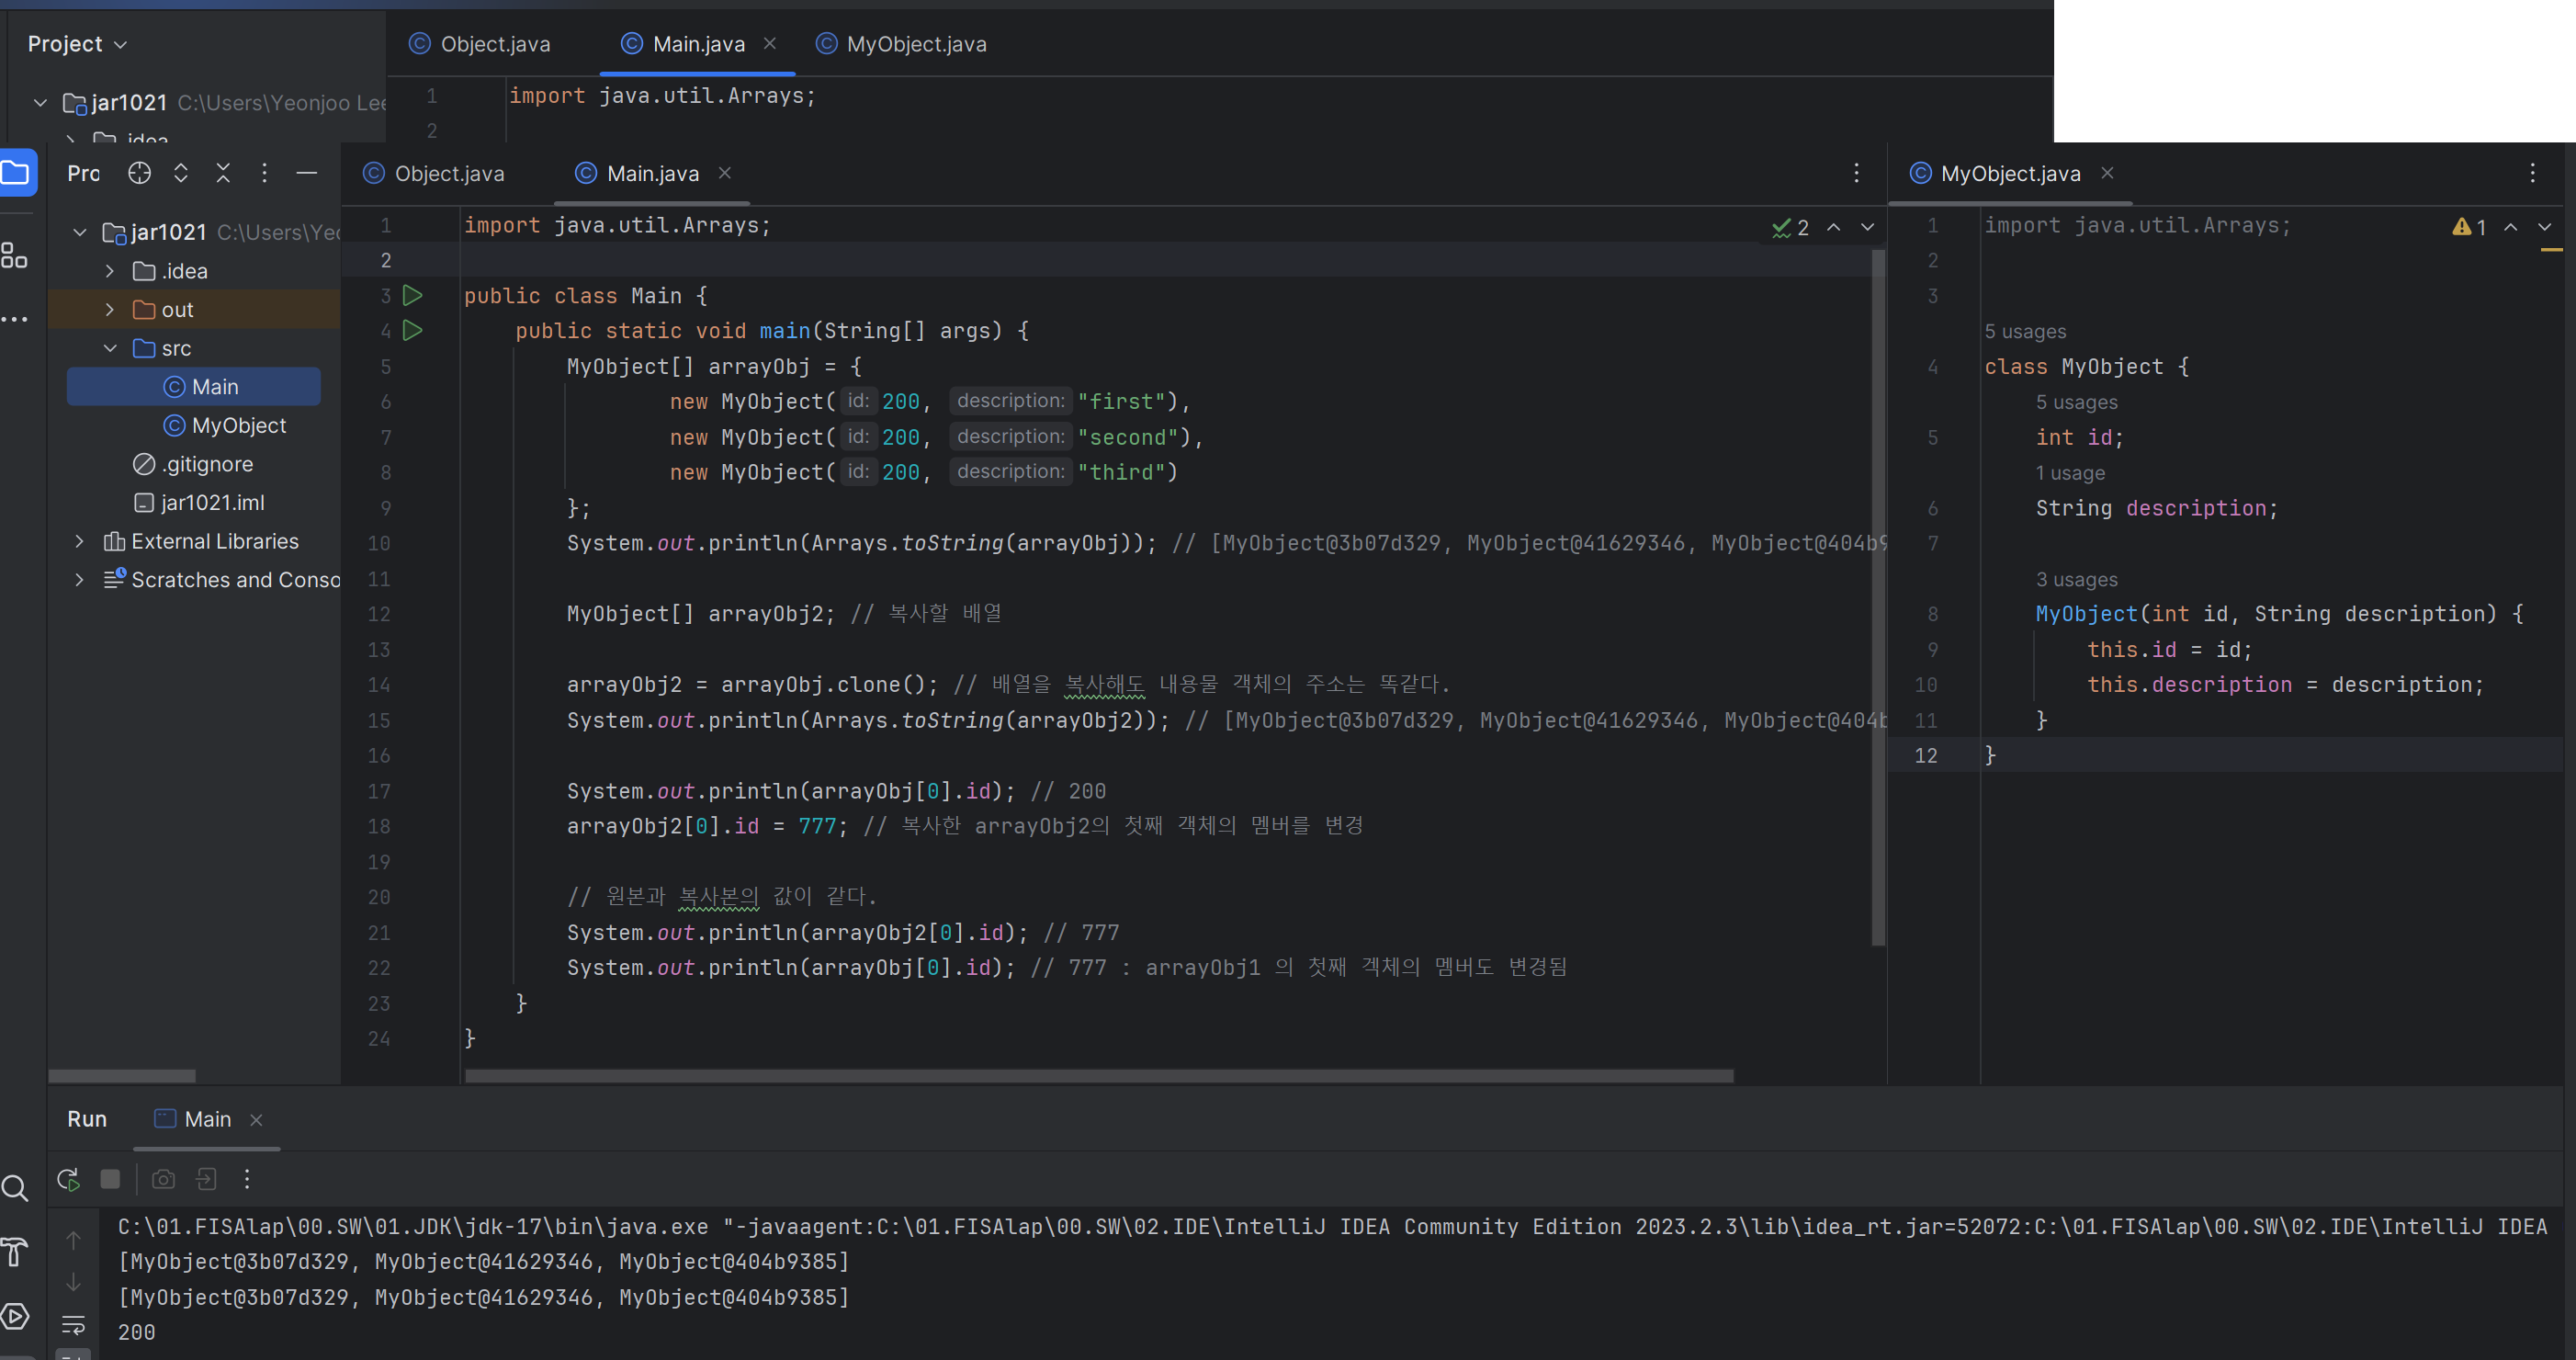 Project
Object.java Main.java MyObject.java
jar1021 C:\Users\Yeonjoo Lee
1 import java.util.Arrays;
.idea
2
Pro
jar1021 C:\Users\Yeo
.idea
out
src
Main
MyObject
.gitignore
jar1021.iml
External Libraries
Scratches and Conso
Object.java Main.java
2
1 import java.util.Arrays;
2
3 public class Main {
4 public static void main(String[] args) {
5 MyObject[] arrayObj = {
6 new MyObject( id: 200, description: "first"),
7 new MyObject( id: 200, description: "second"),
8 new MyObject( id: 200, description: "third")
9 };
10 System.out.println(Arrays.toString(arrayObj)); // [MyObject@3b07d329, MyObject@41629346, MyObject@404b9
11
12 MyObject[] arrayObj2; // 복사할 배열
13
14 arrayObj2 = arrayObj.clone(); // 배열을 복사해도 내용물 객체의 주소는 똑같다.
15 System.out.println(Arrays.toString(arrayObj2)); // [MyObject@3b07d329, MyObject@41629346, MyObject@404b
16
17 System.out.println(arrayObj[0].id); // 200
18 arrayObj2[0].id = 777; // 복사한 arrayObj2의 첫째 객체의 멤버를 변경
19
20 // 원본과 복사본의 값이 같다.
21 System.out.println(arrayObj2[0].id); // 777
22 System.out.println(arrayObj[0].id); // 777 : arrayObj1 의 첫째 겍체의 멤버도 변경됨
23 }
24 }
MyObject.java
1
1 import java.util.Arrays;
2
3
5 usages
4 class MyObject {
5 usages
5 int id;
1 usage
6 String description;
7
3 usages
8 MyObject(int id, String description) {
9 this.id = id;
10 this.description = description;
11 }
12 }
Run Main
C:\01.FISAlap\00.SW\01.JDK\jdk-17\bin\java.exe "-javaagent:C:\01.FISAlap\00.SW\02.IDE\IntelliJ IDEA Community Edition 2023.2.3\lib\idea_rt.jar=52072:C:\01.FISAlap\00.SW\02.IDE\IntelliJ IDEA
[MyObject@3b07d329, MyObject@41629346, MyObject@404b9385]
[MyObject@3b07d329, MyObject@41629346, MyObject@404b9385]
200